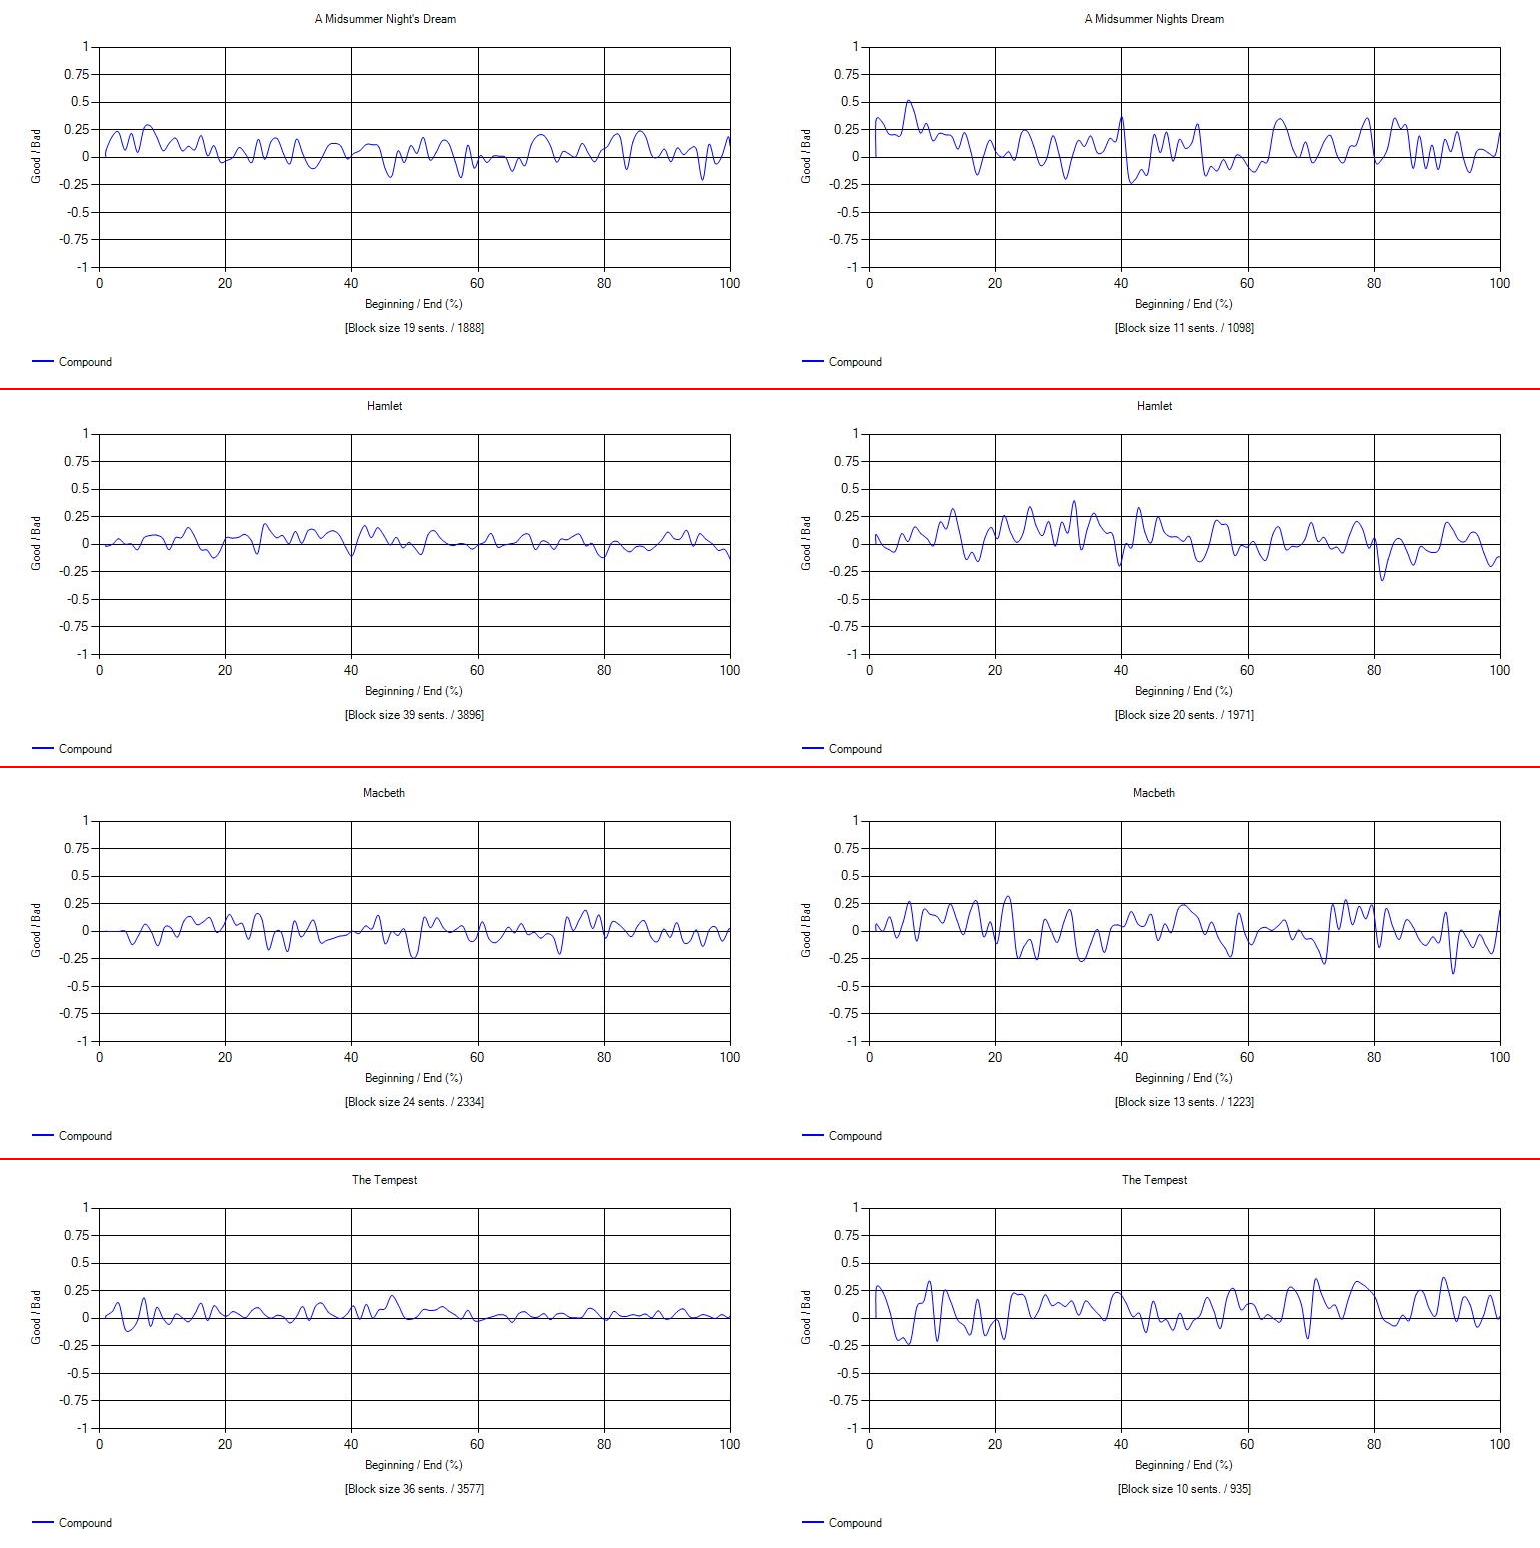 A Midsummer Night's Dream
1
0.75
0.5
0.25
0
-0.25
-0.5
-0.75
-1
Good / Bad
0 20 40 60 80 100
Beginning / End (%)
[Block size 19 sents. / 1888]
Compound
A Midsummer Nights Dream
1
0.75
0.5
0.25
0
-0.25
-0.5
-0.75
-1
Good / Bad
0 20 40 60 80 100
Beginning / End (%)
[Block size 11 sents. / 1098]
Compound
Hamlet
1
0.75
0.5
0.25
0
-0.25
-0.5
-0.75
-1
Good / Bad
0 20 40 60 80 100
Beginning / End (%)
[Block size 39 sents. / 3896]
Compound
Hamlet
1
0.75
0.5
0.25
0
-0.25
-0.5
-0.75
-1
Good / Bad
0 20 40 60 80 100
Beginning / End (%)
[Block size 20 sents. / 1971]
Compound
Macbeth
1
0.75
0.5
0.25
0
-0.25
-0.5
-0.75
-1
Good / Bad
0 20 40 60 80 100
Beginning / End (%)
[Block size 24 sents. / 2334]
Compound
Macbeth
1
0.75
0.5
0.25
0
-0.25
-0.5
-0.75
-1
Good / Bad
0 20 40 60 80 100
Beginning / End (%)
[Block size 13 sents. / 1223]
Compound
The Tempest
1
0.75
0.5
0.25
0
-0.25
-0.5
-0.75
-1
Good / Bad
0 20 40 60 80 100
Beginning / End (%)
[Block size 36 sents. / 3577]
Compound
The Tempest
1
0.75
0.5
0.25
0
-0.25
-0.5
-0.75
-1
Good / Bad
0 20 40 60 80 100
Beginning / End (%)
[Block size 10 sents. / 935]
Compound